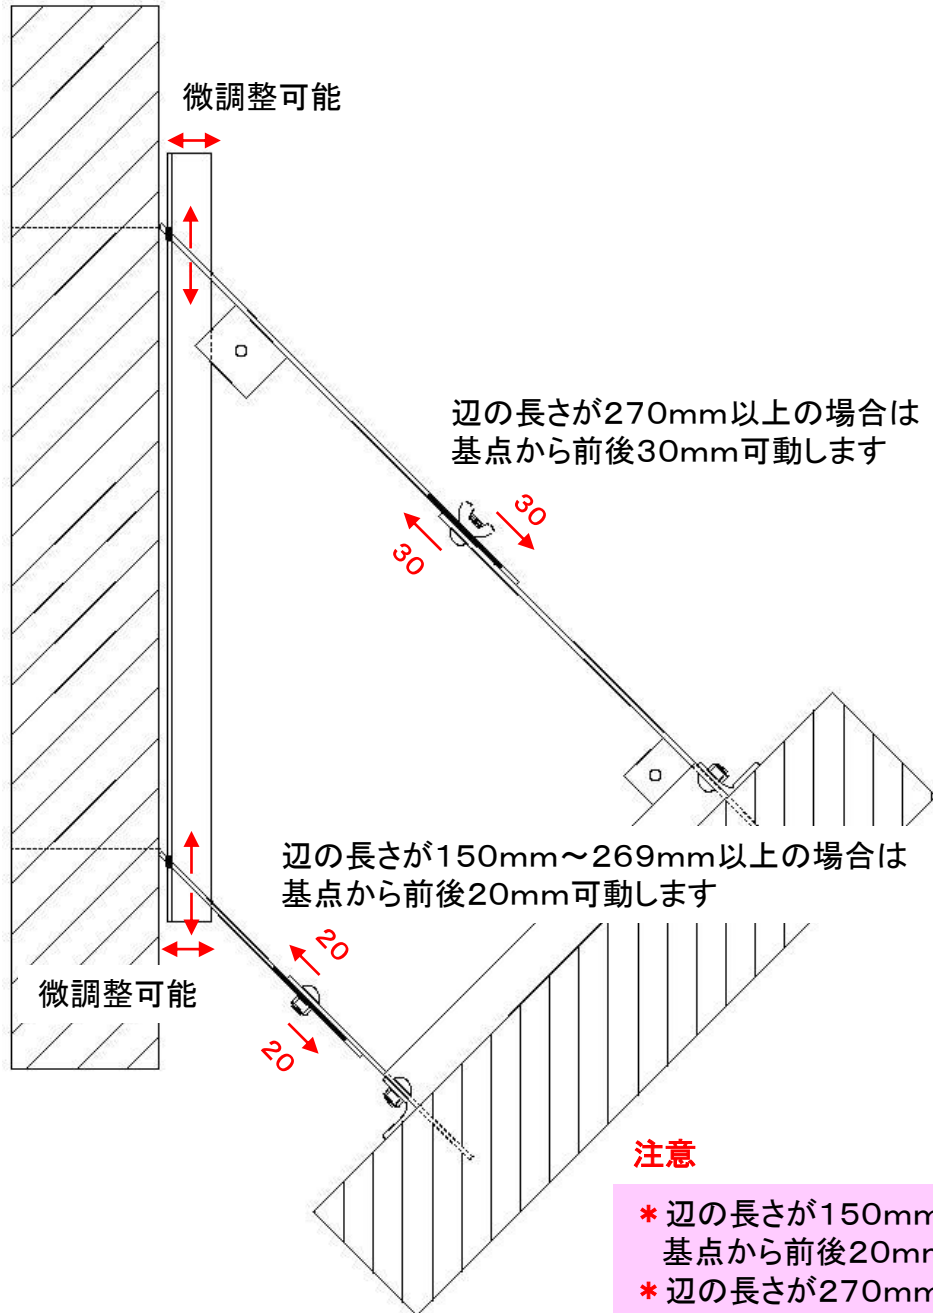 微調整可能
辺の長さが270mm以上の場合は
基点から前後30mm可動します
30
30
辺の長さが150mm～269mm以上の場合は
基点から前後20mm可動します
20
20
微調整可能
注意
*辺の長さが150mm
基点から前後20mm
*辺の長さが270mm